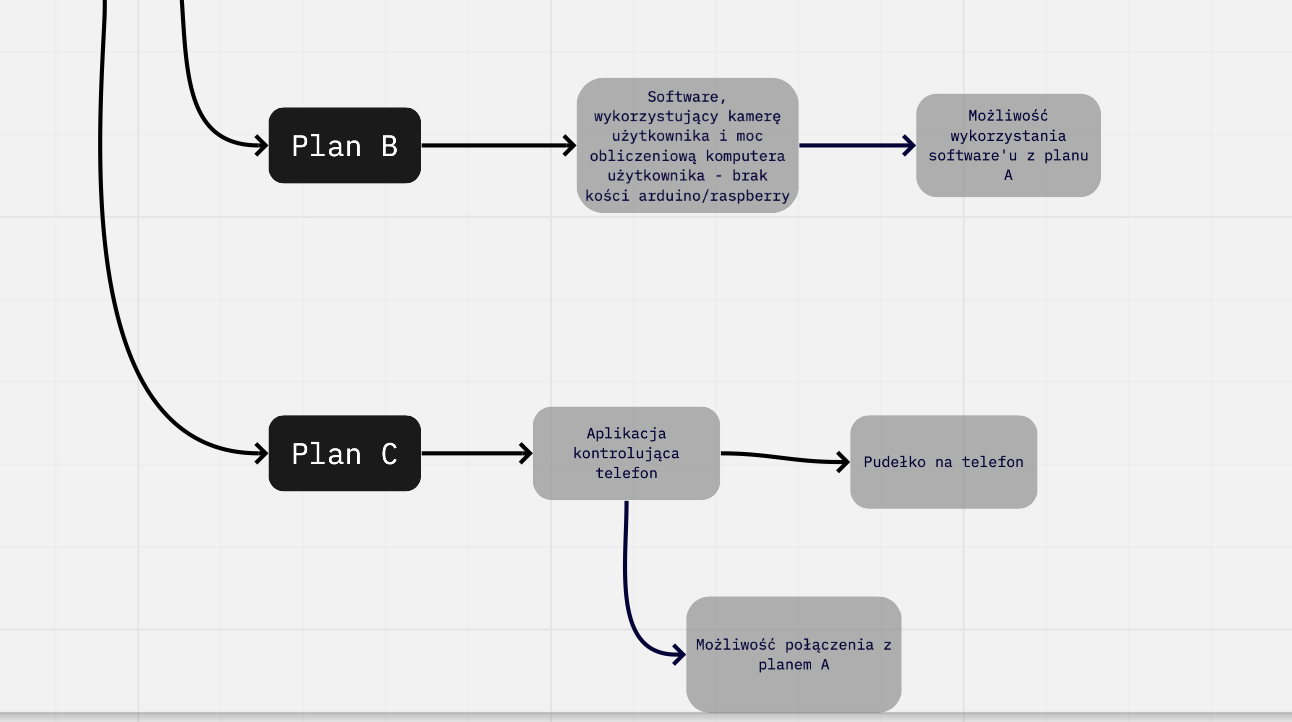 Plan B
Software,
wykorzystujący kamerę
użytkownika i moc
obliczeniową komputera
użytkownika - brak
kości arduino/raspberry
Możliwość
wykorzystania
software'u z planu
A
Plan C
Aplikacja
kontrolująca
telefon
Pudełko na telefon
Możliwość połączenia z
planem A